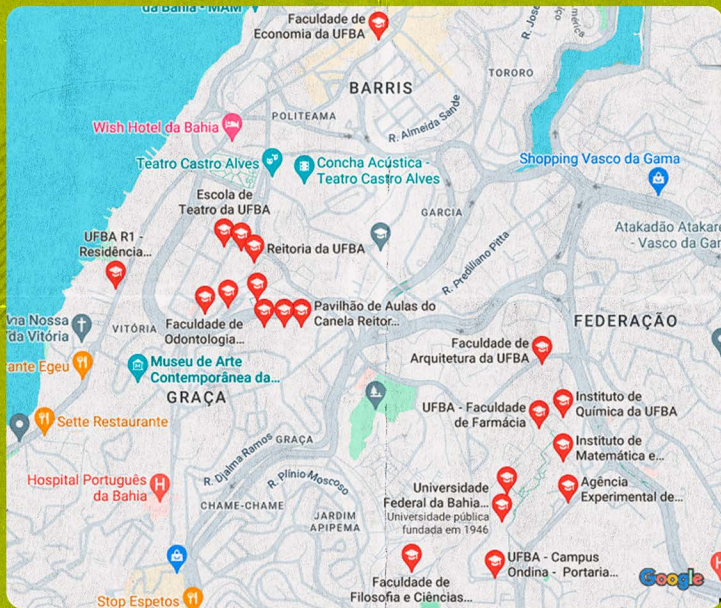 da Bahia - MAM
Faculdade de
Economia da UFBA
R. José
BARRIS
TORORO
POLITEAMA
R. Almeida Sande
Wish Hotel da Bahia
Teatro Castro Alves
Concha Acústica -
Teatro Castro Alves
Shopping Vasco da Gama
Escola de
Teatro da UFBA
GARCIA
UFBA R1 -
Residência...
Reitoria da UFBA
Atakadão Atakare
- Vasco da Gam
R. Prediliano Pitta
Pavilhão de Aulas do
Canela Reitor...
VITÓRIA
Faculdade de
Odontologia...
FEDERAÇÃO
Nossa
da Vitória
Faculdade de
Arquitetura da UFBA
Museu de Arte
Contemporânea da...
ante Egeu
GRAÇA
Instituto de
Química da UFBA
UFBA - Faculdade
de Farmácia
Sette Restaurante
GRAÇA
R. Djalma Ramos
Instituto de
Matemática e...
R. Plínio Moscoso
Hospital Português
da Bahia
Universidade
Federal da Bahia...
Universidade pública
fundada em 1946
Agência
Experimental de...
CHAME-CHAME
JARDIM
APIPEMA
UFBA - Campus
Ondina - Portaria...
Faculdade de
Filosofia e Ciências...
Google
Stop Espetos